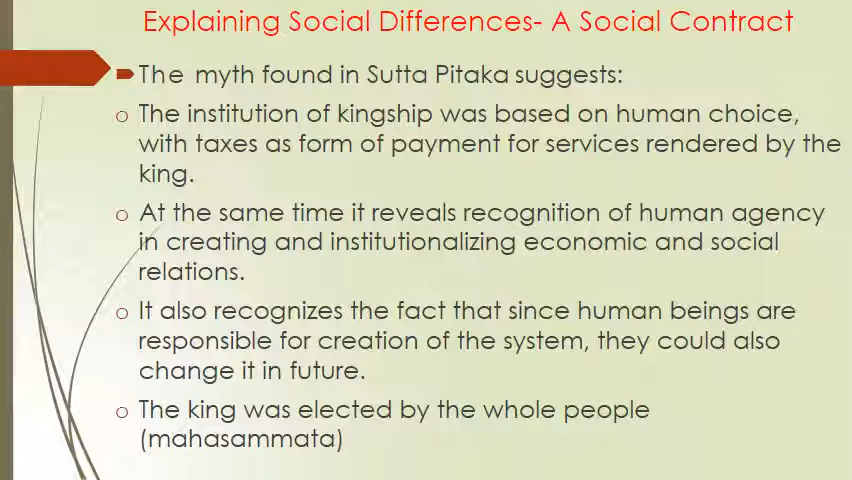 Explaining Social Differences- A Social Contract
The myth found in Sutta Pitaka suggests:
o The institution of kingship was based on human choice,
with taxes as form of payment for services rendered by the
king.
o At the same time it reveals recognition of human agency
in creating and institutionalizing economic and social
relations.
o It also recognizes the fact that since human beings are
responsible for creation of the system, they could also
change it in future.
o The king was elected by the whole people
(mahasammata)